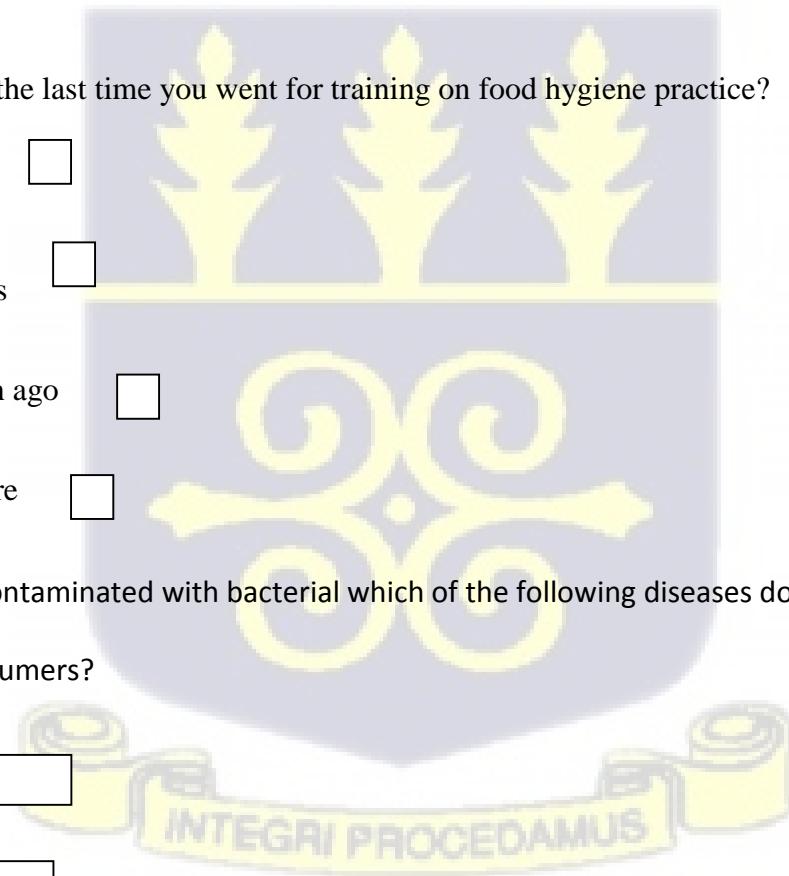 the last time you went for training on food hygiene practice?
s
n ago
re
ontaminated with bacterial which of the following diseases do
umers?
INTEGRI PROCEDAMUS